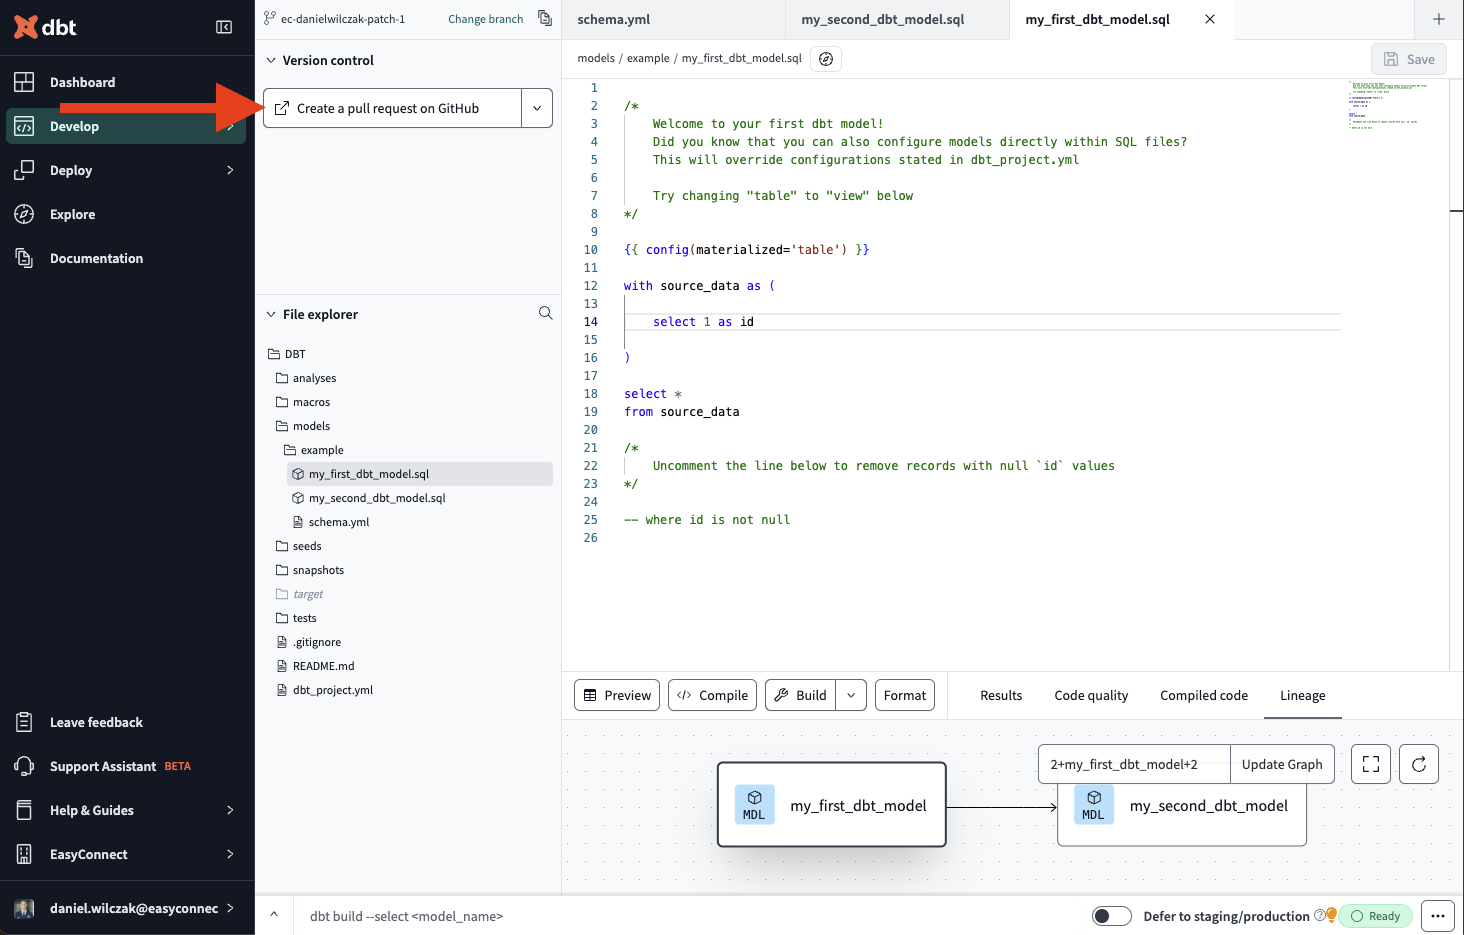 dbt
Dashboard
Develop
Deploy
Explore
Documentation
Leave feedback
Support Assistant BETA
Help & Guides
EasyConnect
daniel.wilczak@easyconnec
ec-danielwilczak-patch-1
Change branch
Version control
Create a pull request on GitHub
File explorer
DBT
analyses
macros
models
example
my_first_dbt_model.sql
my_second_dbt_model.sql
schema.yml
seeds
snapshots
target
tests
.gitignore
README.md
dbt_project.yml
schema.yml
my_second_dbt_model.sql
my_first_dbt_model.sql
models / example / my_first_dbt_model.sql
Save
1
2 /*
3 Welcome to your first dbt model!
4 Did you know that you can also configure models directly within SQL files?
5 This will override configurations stated in dbt_project.yml
6
7 Try changing "table" to "view" below
8 */
9
10 {{ config(materialized='table') }}
11
12 with source_data as (
13
14 select 1 as id
15
16 )
17
18 select *
19 from source_data
20
21 /*
22 Uncomment the line below to remove records with null `id` values
23 */
24
25 -- where id is not null
26
Preview
Compile
Build
Format
Results
Code quality
Compiled code
Lineage
2+my_first_dbt_model+2
Update Graph
MDL
my_first_dbt_model
MDL
my_second_dbt_model
dbt build --select <model_name>
Defer to staging/production
Ready